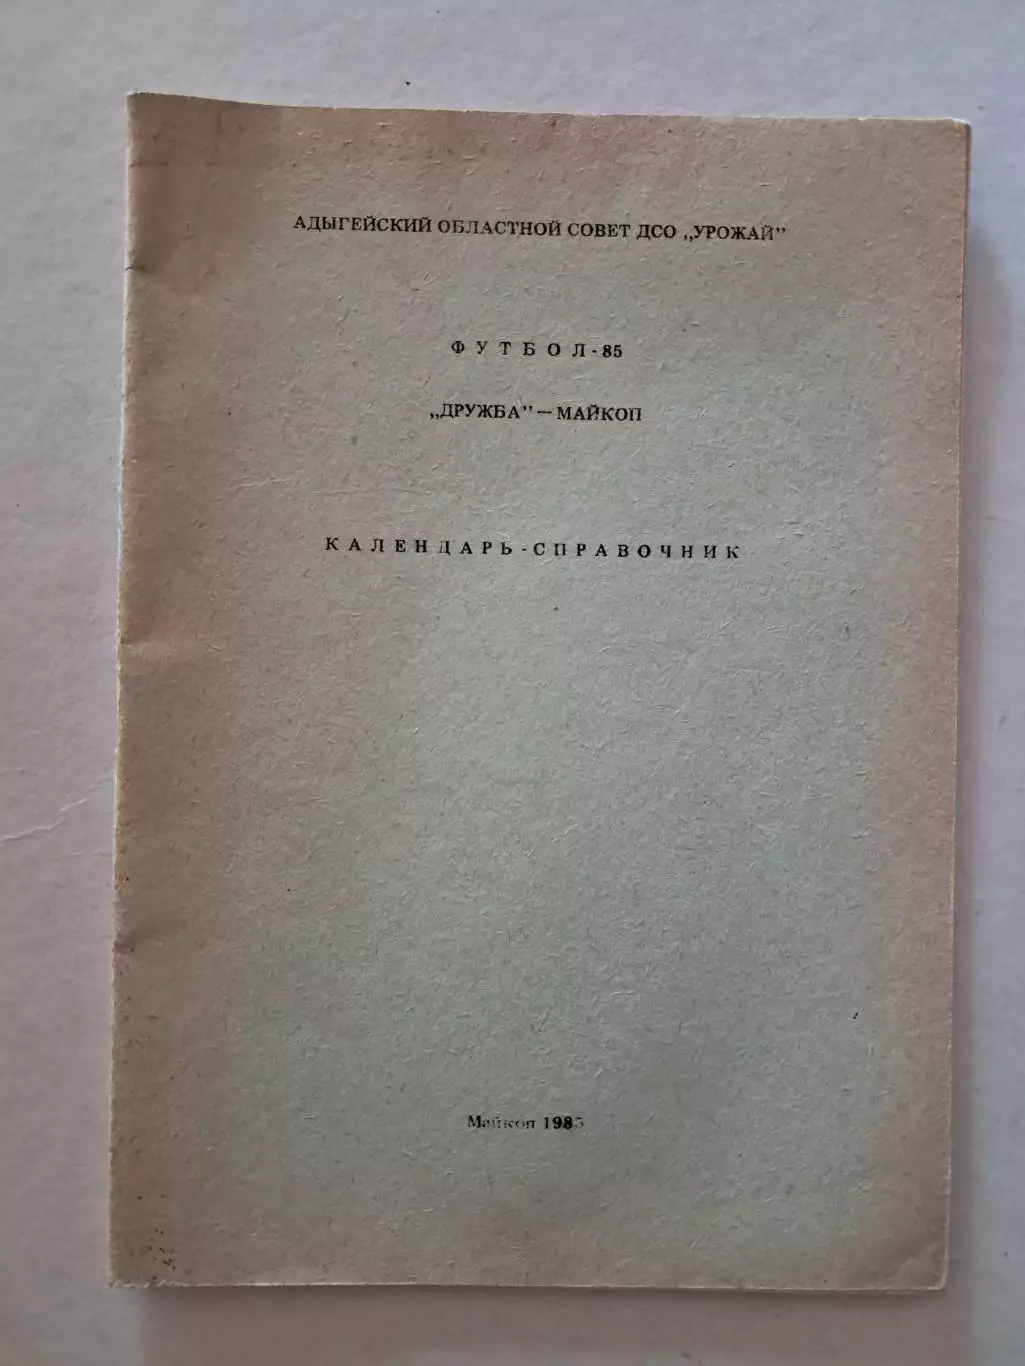 АДЫГЕЙСКИЙ ОБЛАСТНОЙ СОВЕТ ДСО „УРОЖАЙ”
ФУТБОЛ-85
„ДРУЖБА” — МАЙКОП
КАЛЕНДАРЬ-СПРАВОЧНИК
Майкоп 1985